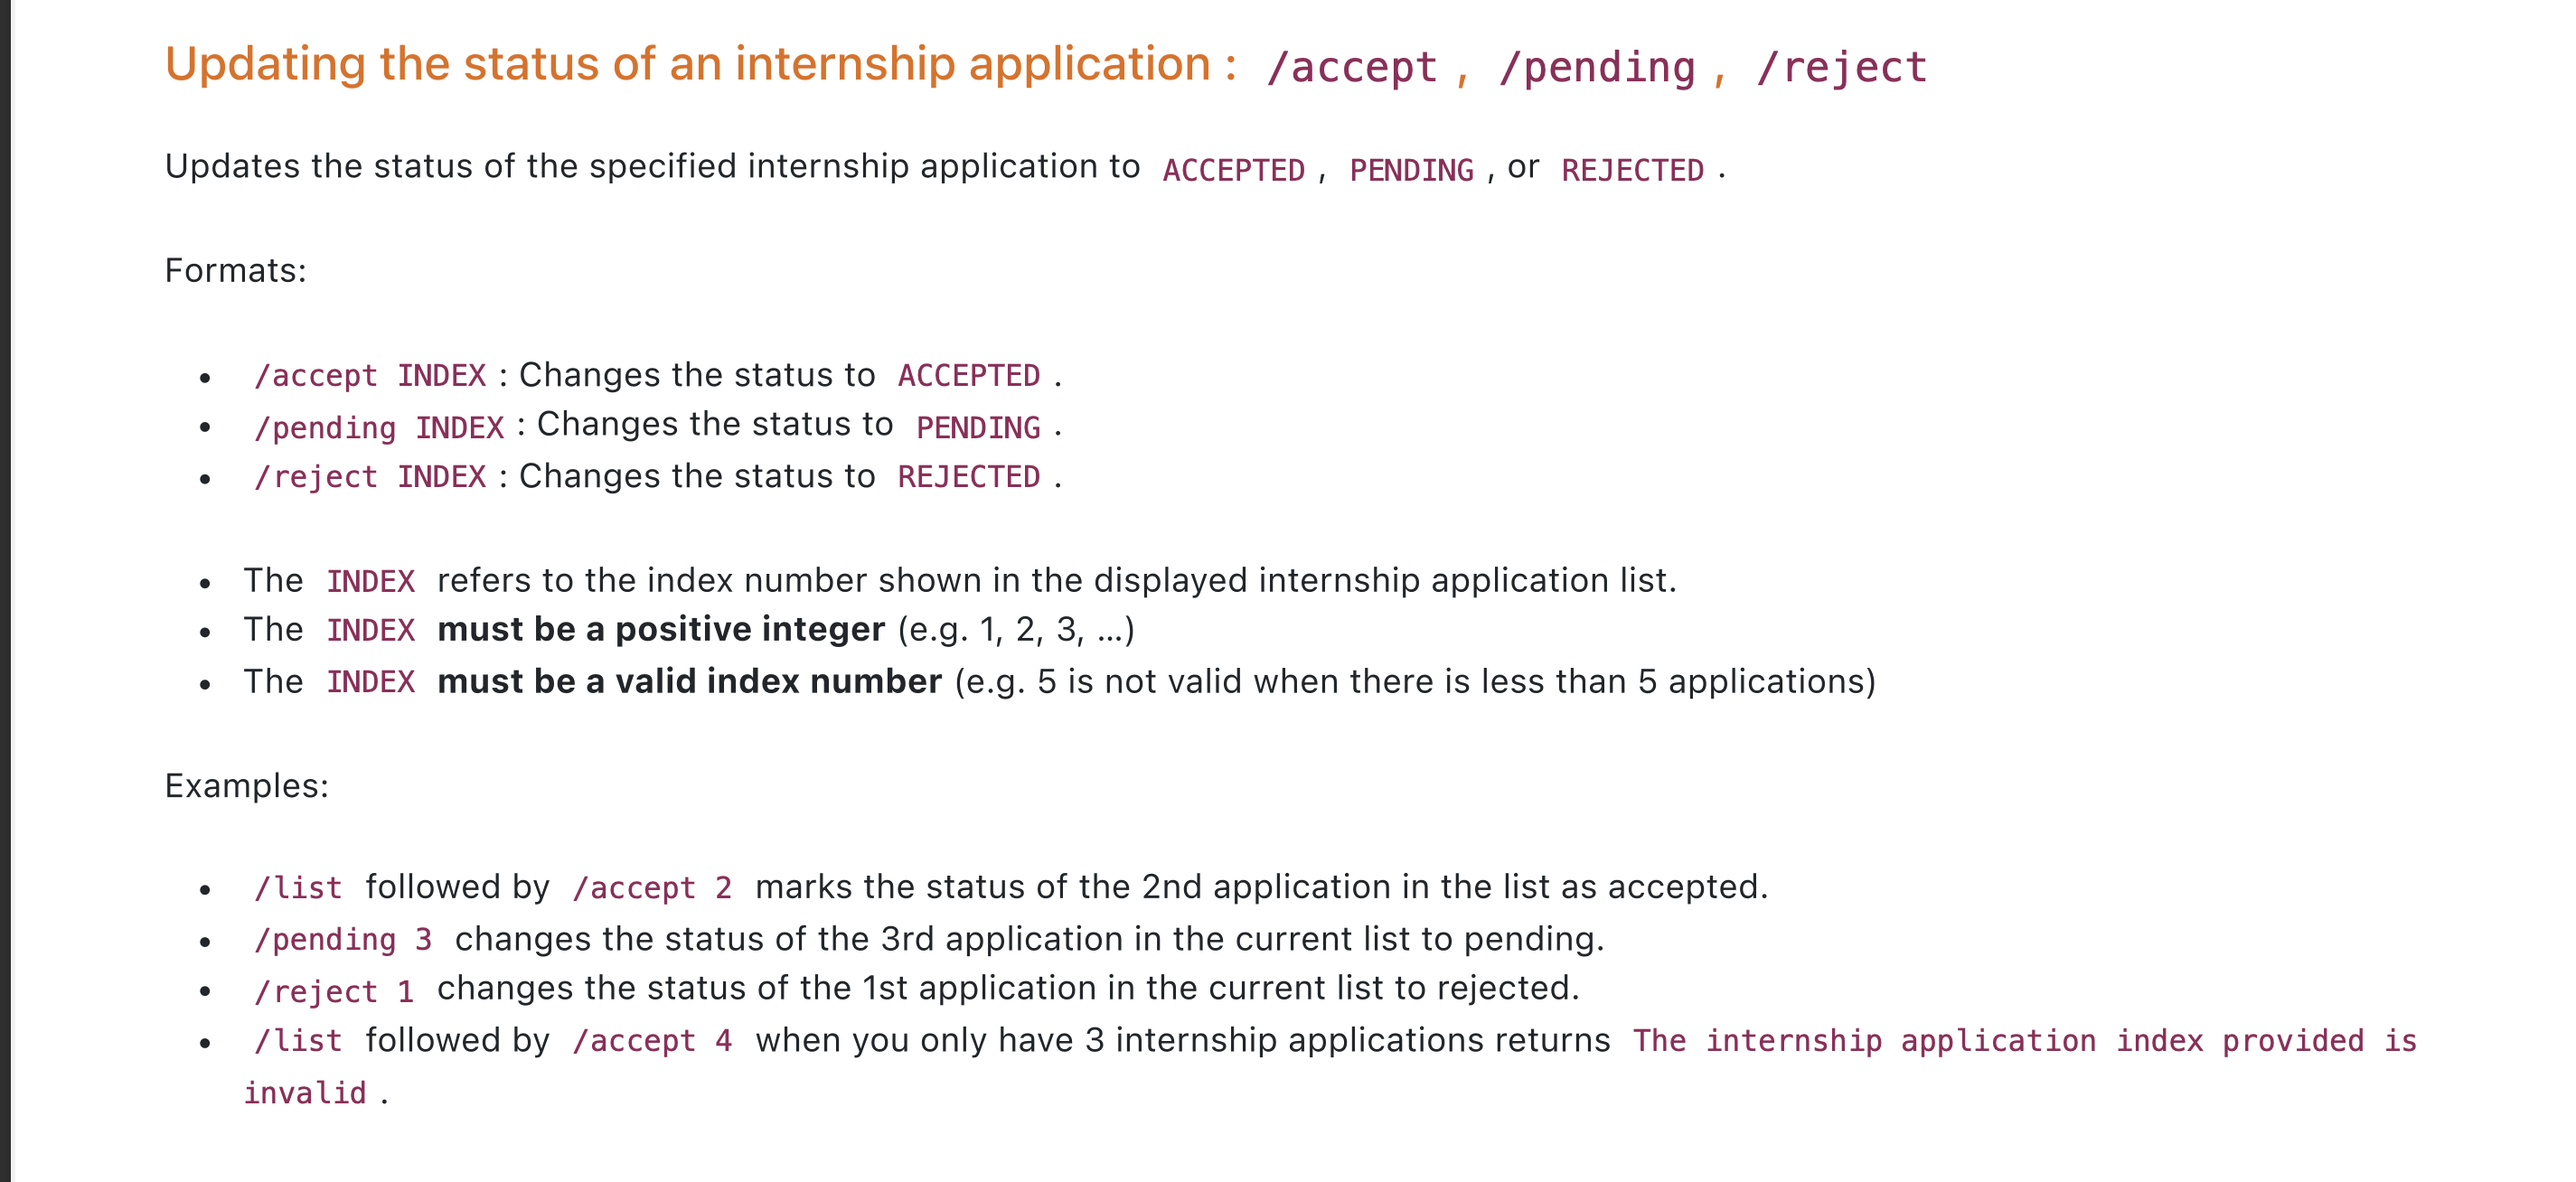 Updating the status of an internship application : /accept , /pending , /reject
Updates the status of the specified internship application to ACCEPTED , PENDING , or REJECTED .
Formats:
• /accept INDEX : Changes the status to ACCEPTED .
• /pending INDEX : Changes the status to PENDING .
• /reject INDEX : Changes the status to REJECTED .
• The INDEX refers to the index number shown in the displayed internship application list.
• The INDEX must be a positive integer (e.g. 1, 2, 3, …)
• The INDEX must be a valid index number (e.g. 5 is not valid when there is less than 5 applications)
Examples:
• /list followed by /accept 2 marks the status of the 2nd application in the list as accepted.
• /pending 3 changes the status of the 3rd application in the current list to pending.
• /reject 1 changes the status of the 1st application in the current list to rejected.
• /list followed by /accept 4 when you only have 3 internship applications returns The internship application index provided is
invalid .